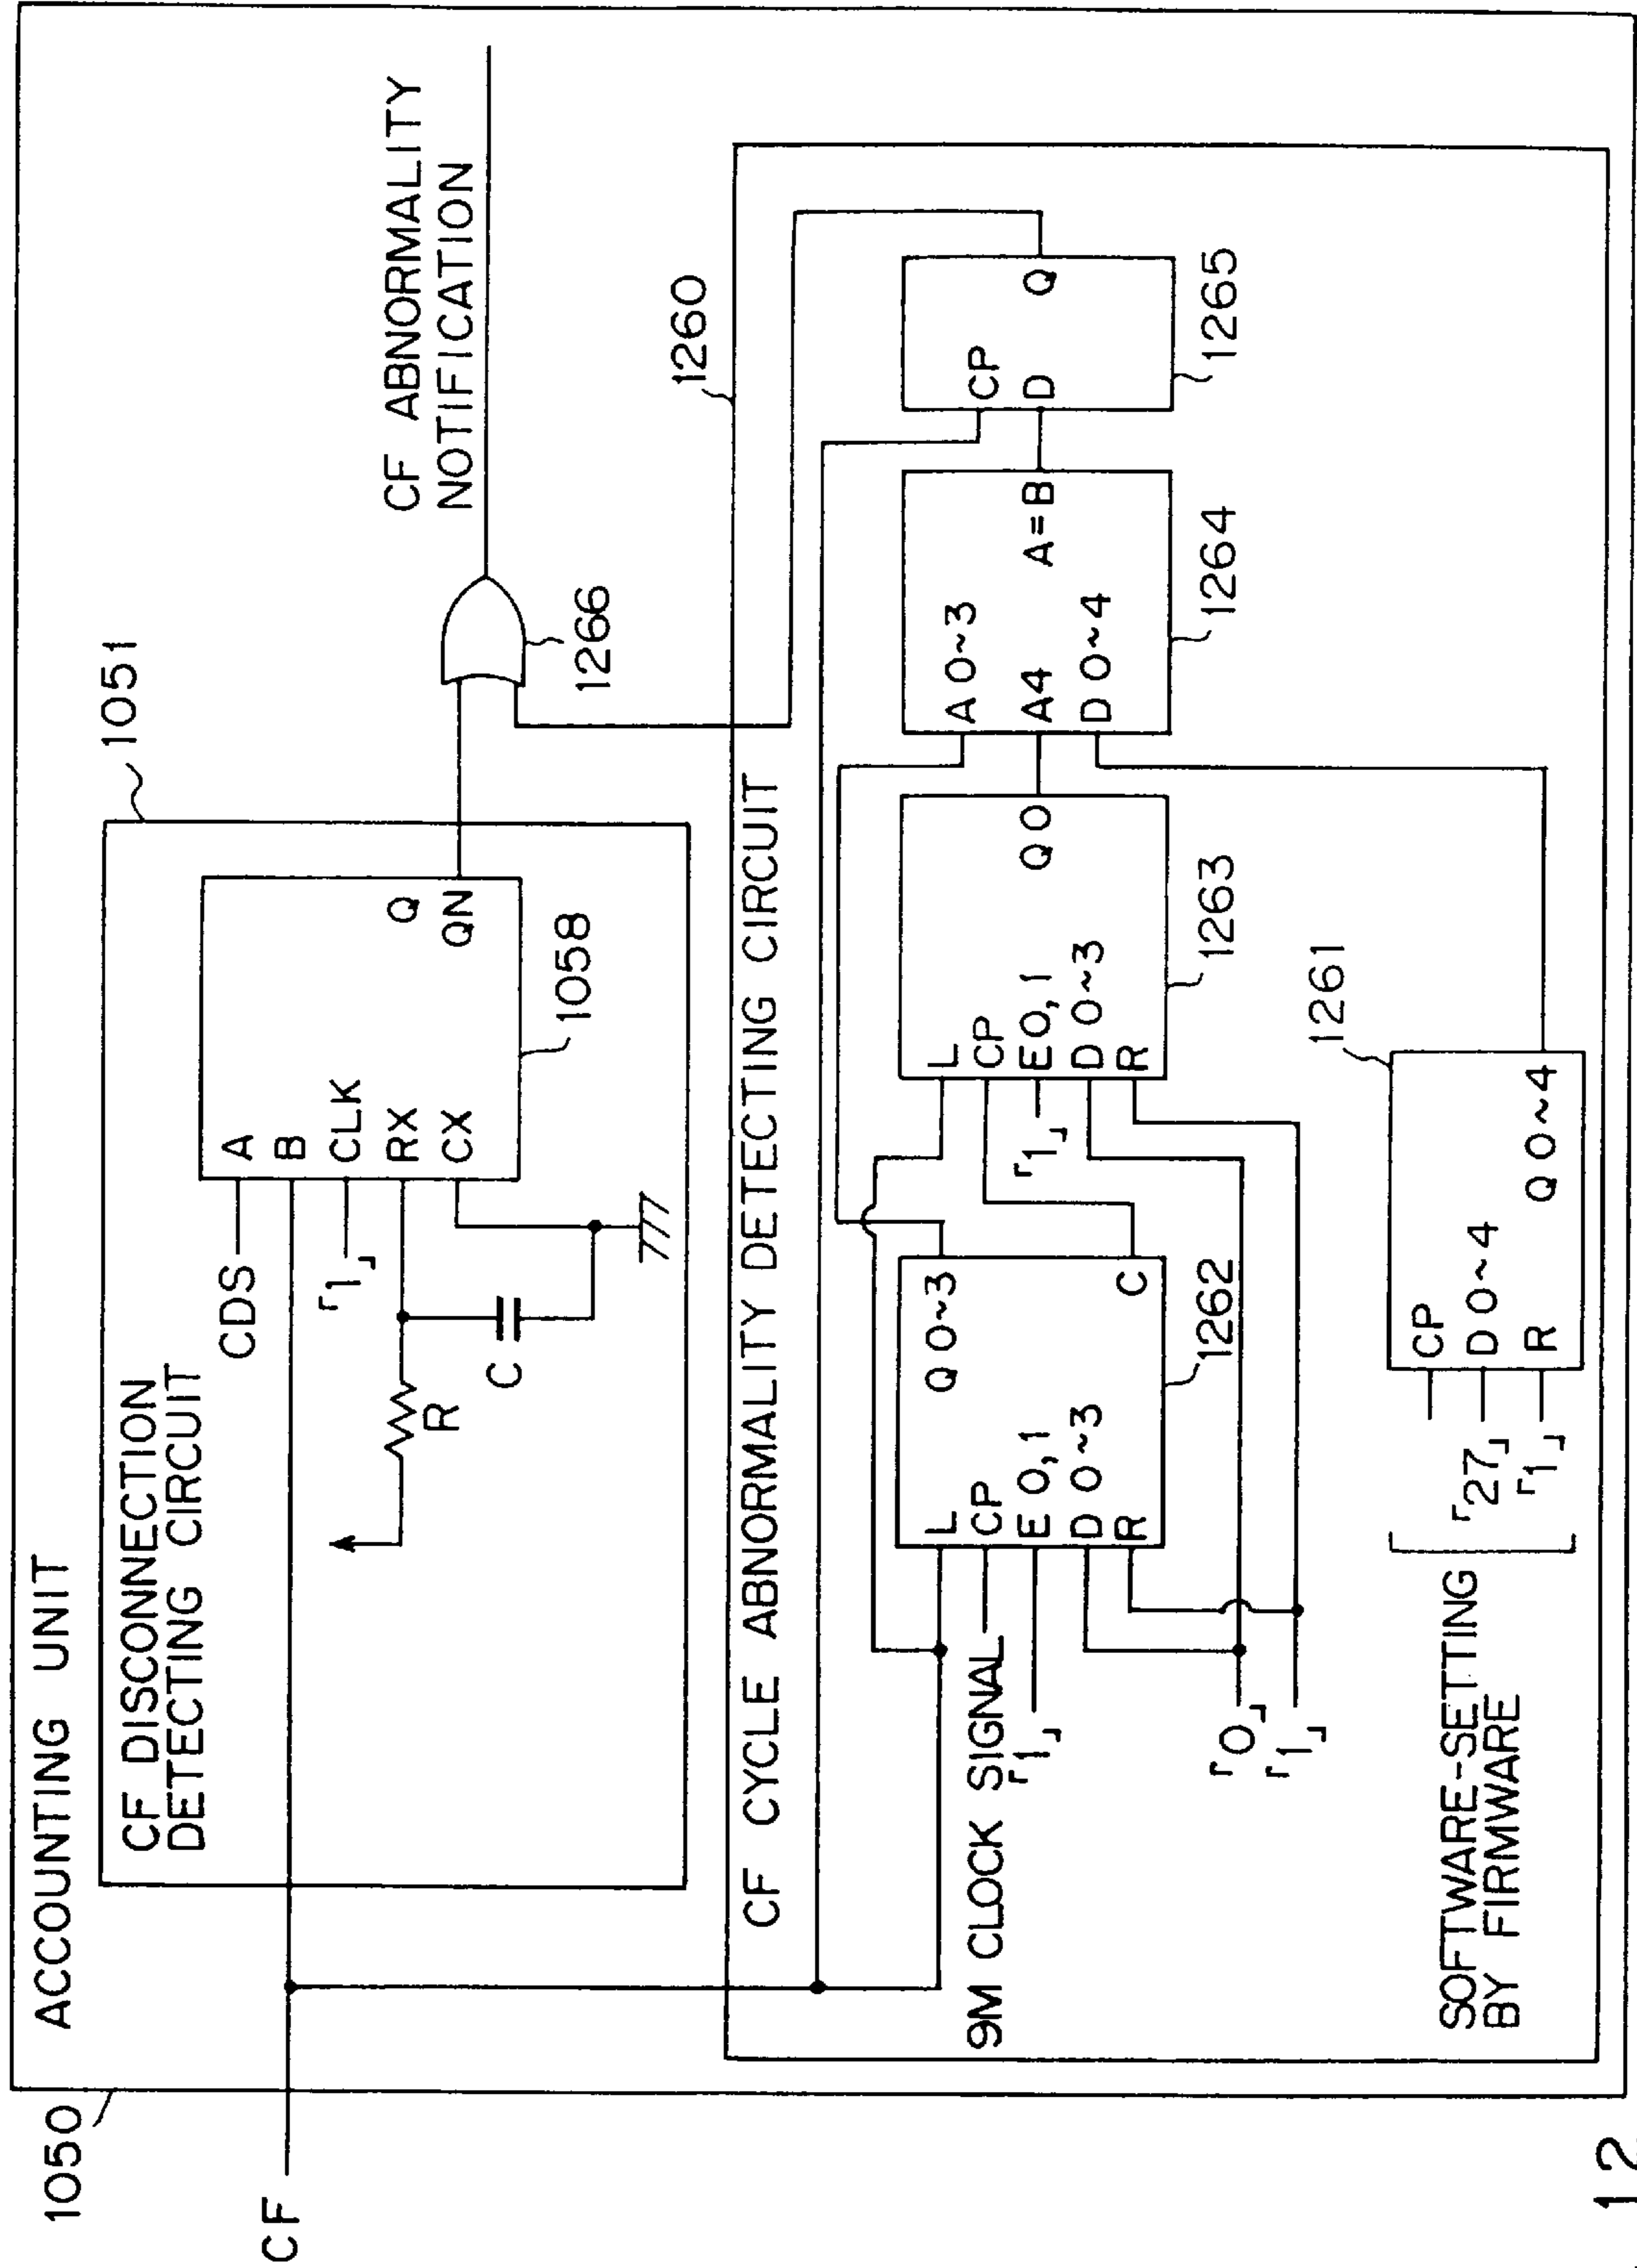 1050
ACCOUNTING UNIT
CF
CF DISCONNECTION
DETECTING CIRCUIT
1051
CDS
「1」
A
B
CLK
RX
CX
Q
QN
R
C
1058
1266
CF ABNORMALITY
NOTIFICATION
CF CYCLE ABNORMALITY DETECTING CIRCUIT
1260
9M CLOCK SIGNAL
「1」
「0」
「1」
L
CP
E 0,1
D 0~3
R
Q 0~3
C
1262
「1」
L
CP
E 0,1
D 0~3
R
Q 0
1263
A 0~3
A4
D 0~4
A=B
1264
CP
D
Q
1265
SOFTWARE-SETTING
BY FIRMWARE
「27」
「1」
CP
D 0~4
R
Q 0~4
1261
12